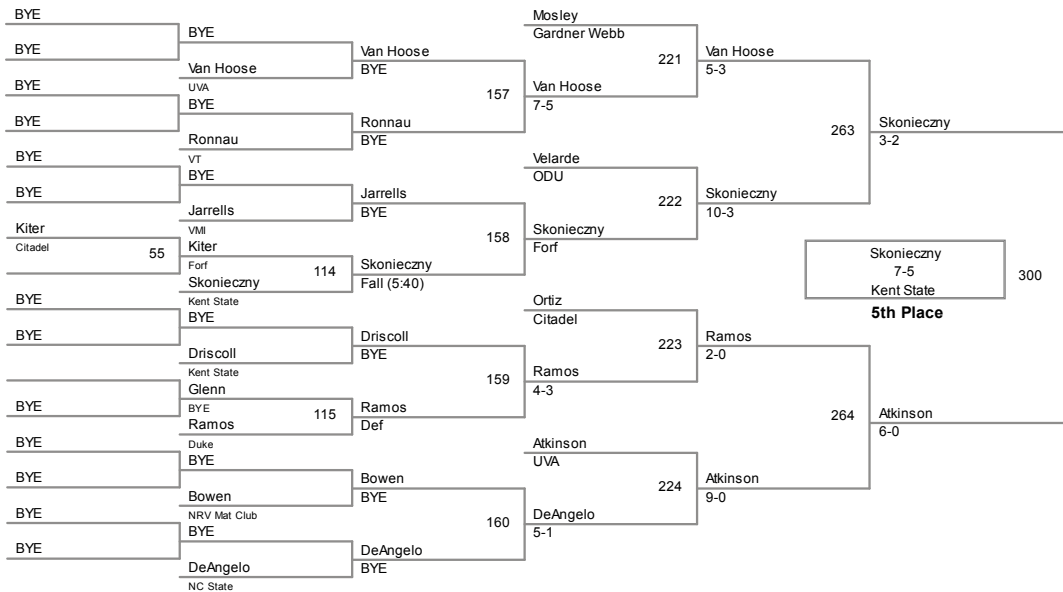 BYE
BYE
BYE
BYE
BYE
BYE
Kiter
Citadel
55
BYE
BYE
BYE
BYE
BYE
BYE
BYE
BYE
Van Hoose
UVA
BYE
Ronnau
VT
BYE
Jarrells
VMI
Kiter
Forf
114
Skonieczny
Kent State
BYE
Driscoll
Kent State
Glenn
BYE
115
Ramos
Duke
BYE
Bowen
NRV Mat Club
BYE
DeAngelo
NC State
Van Hoose
BYE
157
Ronnau
BYE
Jarrells
BYE
158
Skonieczny
Fall (5:40)
Driscoll
BYE
159
Ramos
Def
Bowen
BYE
160
DeAngelo
BYE
Mosley
Gardner Webb
221
Van Hoose
7-5
Velarde
ODU
222
Skonieczny
Forf
Ortiz
Citadel
223
Ramos
4-3
Atkinson
UVA
224
DeAngelo
5-1
Van Hoose
5-3
263
Skonieczny
10-3
Ramos
2-0
264
Atkinson
9-0
Skonieczny
3-2
Atkinson
6-0
Skonieczny
7-5
Kent State
300
5th Place